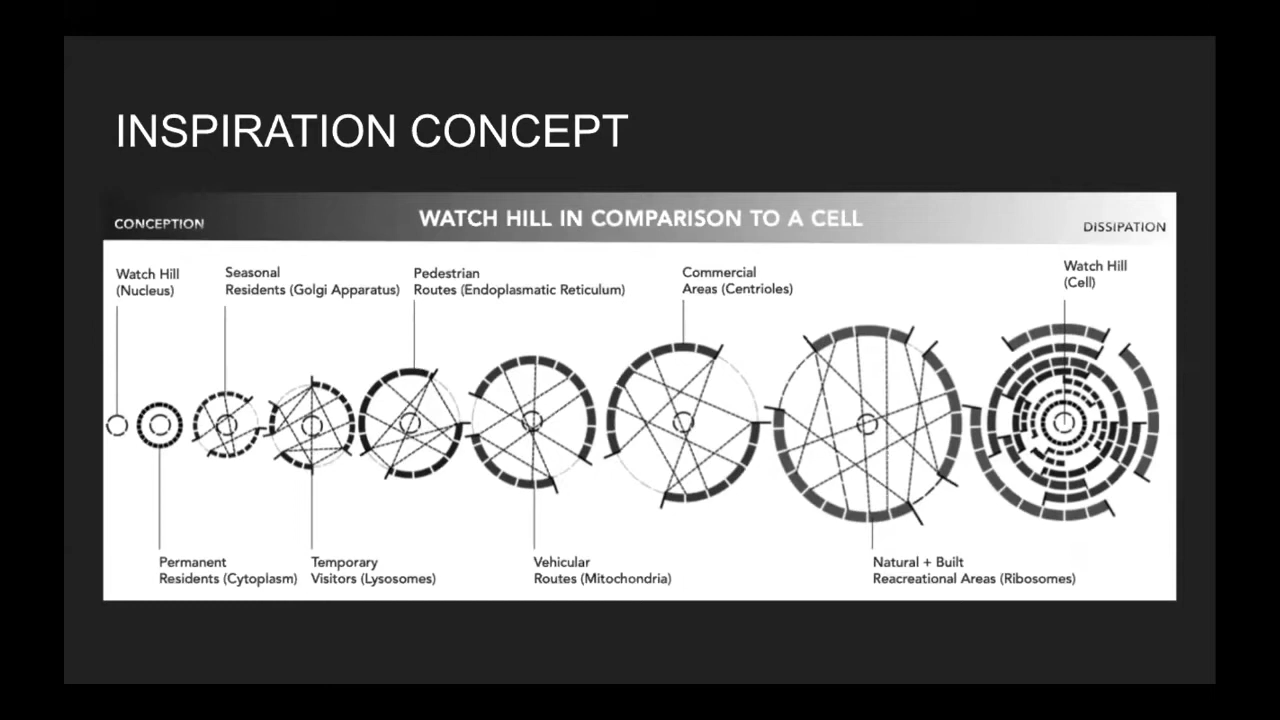 INSPIRATION CONCEPT
CONCEPTION
WATCH HILL IN COMPARISON TO A CELL
DISSIPATION
Watch Hill
(Nucleus)
Seasonal
Residents (Golgi Apparatus)
Pedestrian
Routes (Endoplasmatic Reticulum)
Commercial
Areas (Centrioles)
Watch Hill
(Cell)
Permanent
Residents (Cytoplasm)
Temporary
Visitors (Lysosomes)
Vehicular
Routes (Mitochondria)
Natural + Built
Reacreational Areas (Ribosomes)